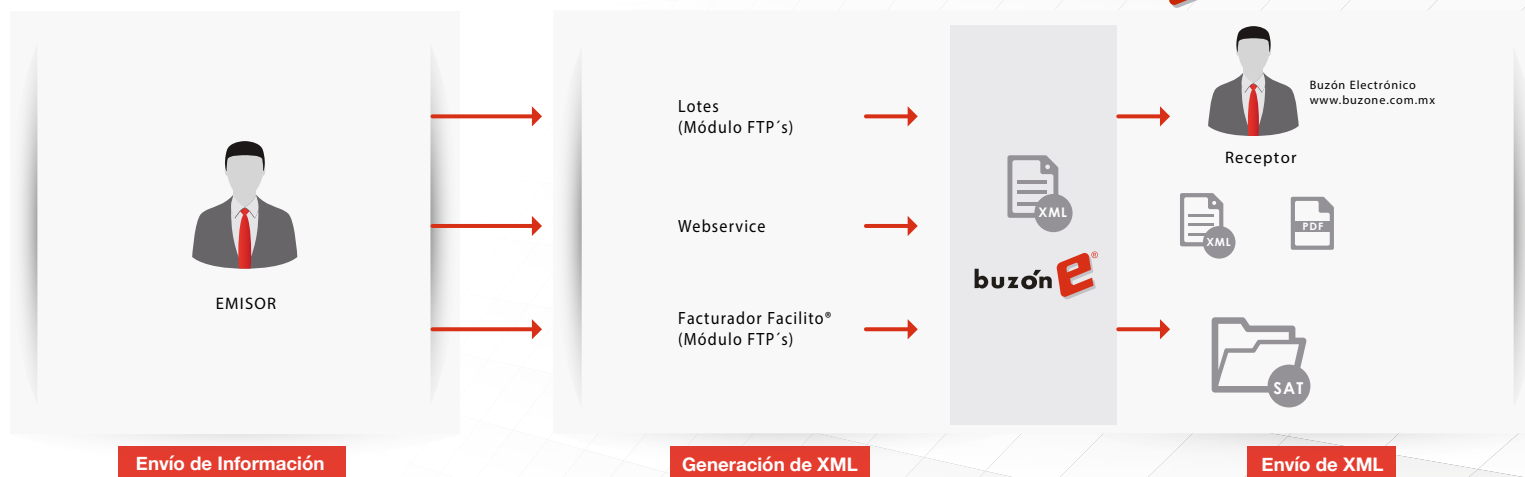 EMISOR
Envío de Información
Lotes
(Módulo FTP´s)
Webservice
Facturador Facilito®
(Módulo FTP´s)
Generación de XML
XML
buzón e®
Buzón Electrónico
www.buzone.com.mx
Receptor
XML
PDF
SAT
Envío de XML